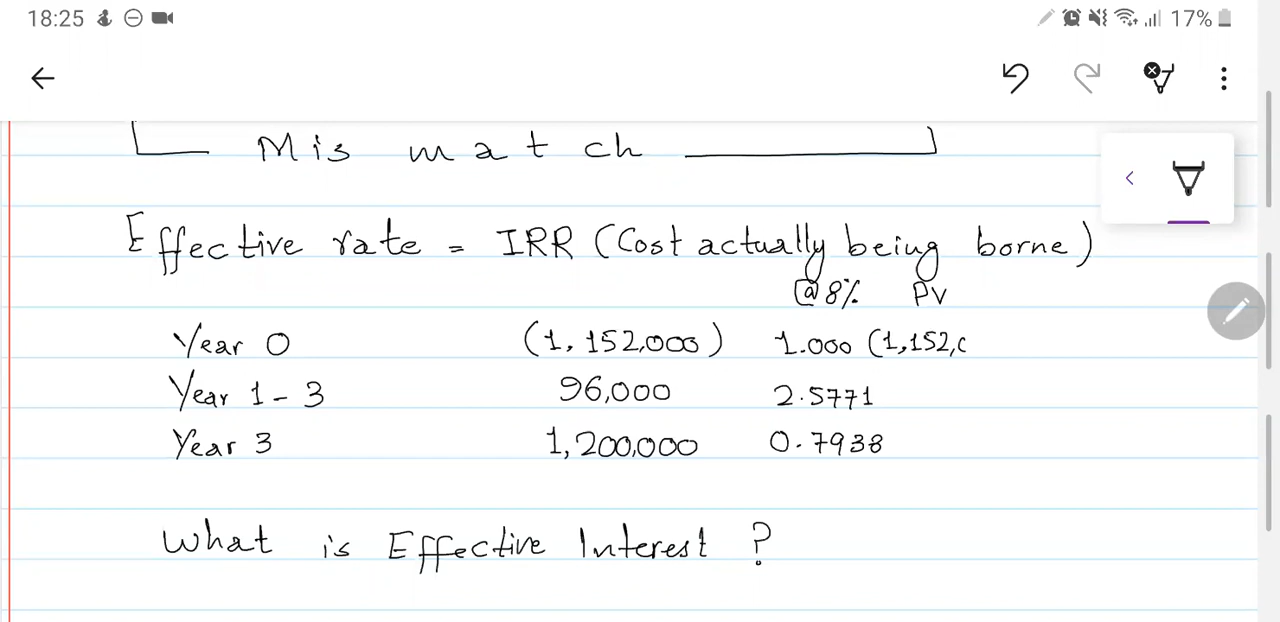 18:25 17%
Mis match
Effective rate = IRR (Cost actually being borne)
@8% PV
Year 0 (1,152,000) 1.000 (1,152,0
Year 1-3 96,000 2.5771
Year 3 1,200,000 0.7938
What is Effective Interest ?